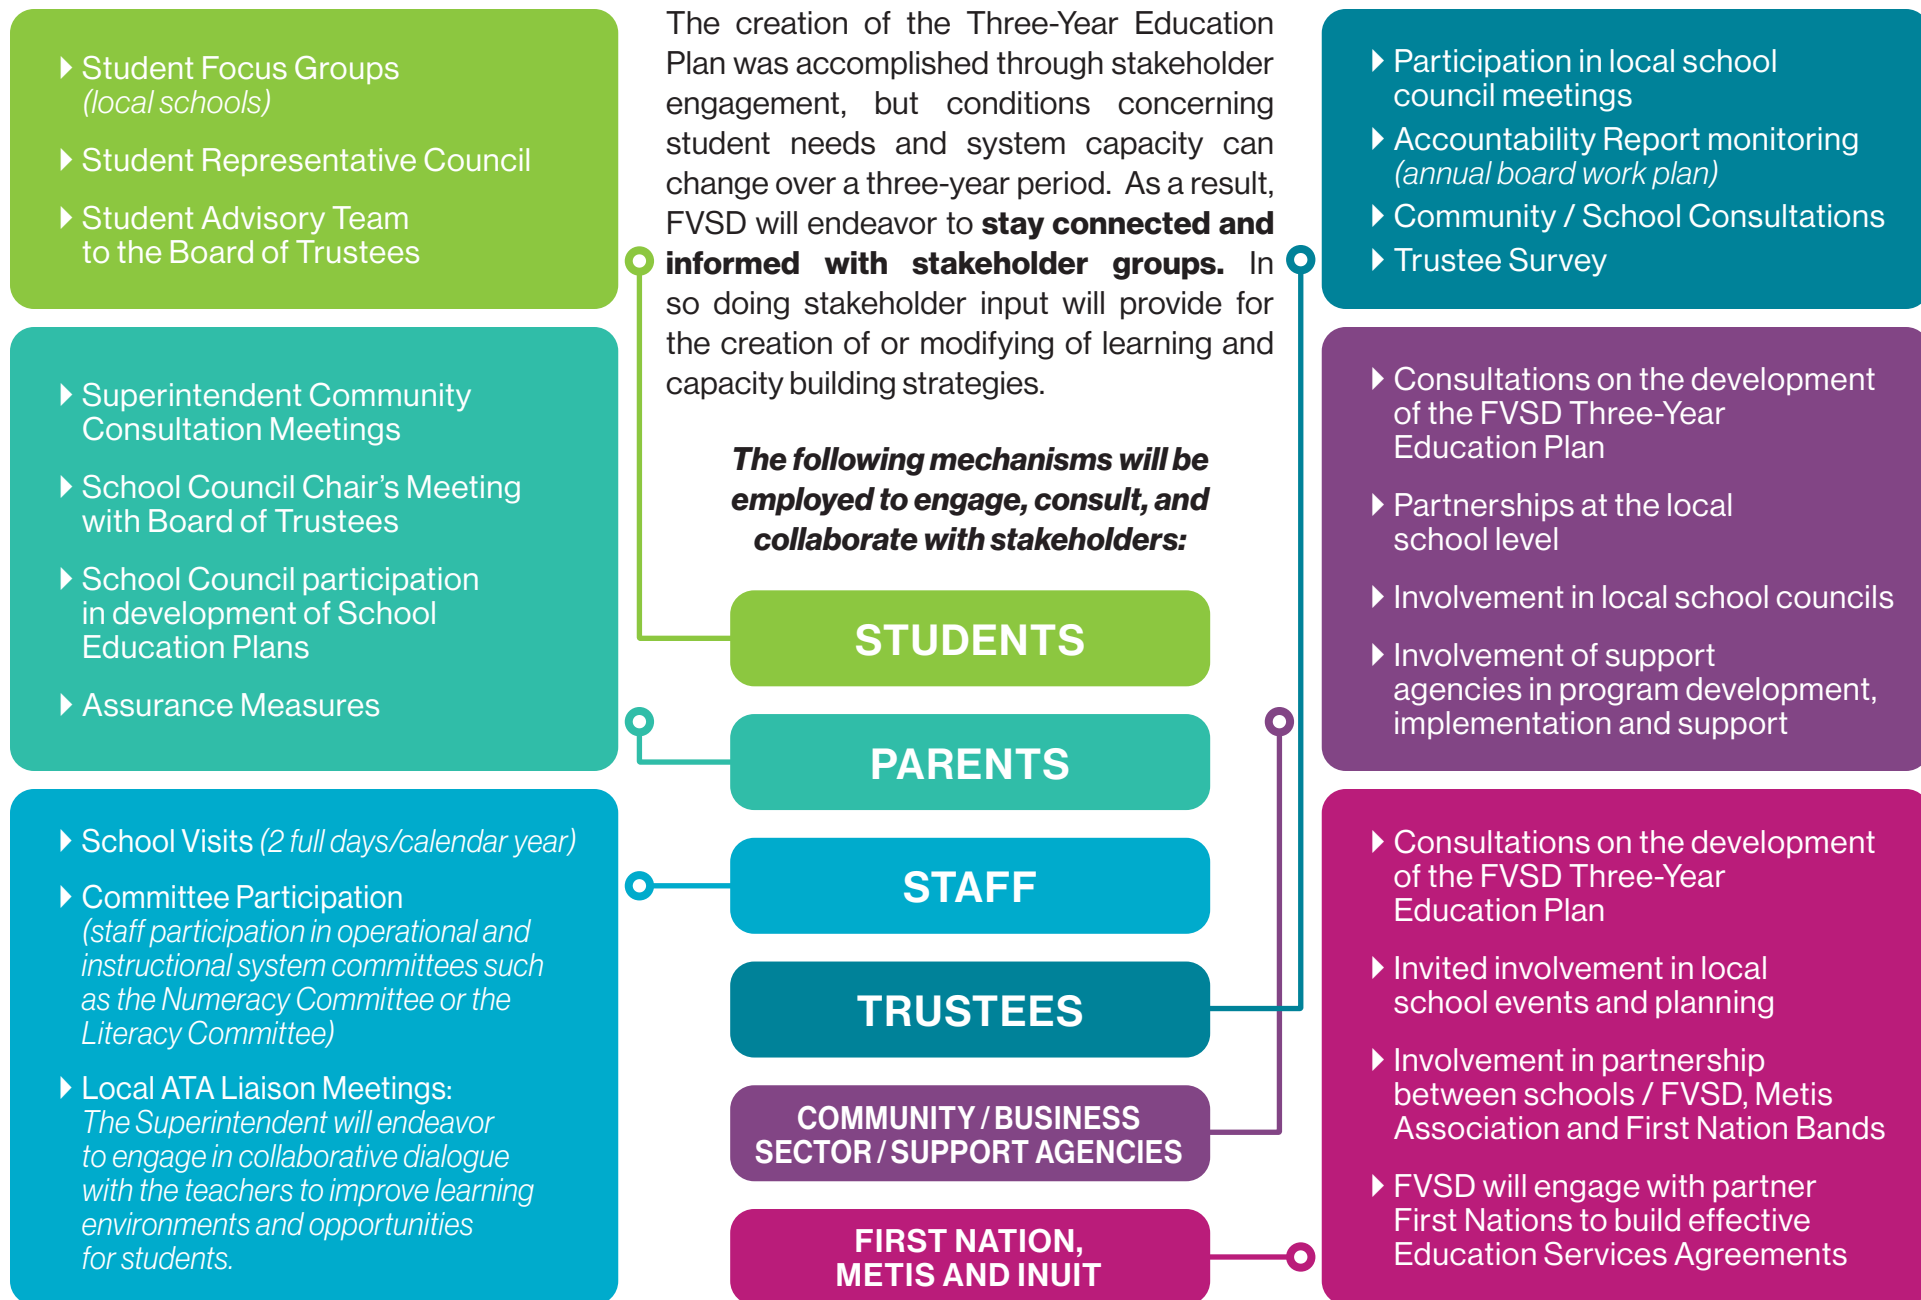 Student Focus Groups
(local schools)
Student Representative Council
Student Advisory Team
to the Board of Trustees
Superintendent Community
Consultation Meetings
School Council Chair's Meeting
with Board of Trustees
School Council participation
in development of School
Education Plans
Assurance Measures
School Visits (2 full days/calendar year)
Committee Participation
(staff participation in operational and
instructional system committees such
as the Numeracy Committee or the
Literacy Committee)
Local ATA Liaison Meetings:
The Superintendent will endeavor
to engage in collaborative dialogue
with the teachers to improve learning
environments and opportunities
for students.
The creation of the Three-Year Education
Plan was accomplished through stakeholder
engagement, but conditions concerning
student needs and system capacity can
change over a three-year period. As a result,
FVSD will endeavor to stay connected and
informed with stakeholder groups. In
so doing stakeholder input will provide for
the creation of or modifying of learning and
capacity building strategies.
The following mechanisms will be
employed to engage, consult, and
collaborate with stakeholders:
STUDENTS
PARENTS
STAFF
TRUSTEES
COMMUNITY / BUSINESS
SECTOR / SUPPORT AGENCIES
FIRST NATION,
METIS AND INUIT
Participation in local school
council meetings
Accountability Report monitoring
(annual board work plan)
Community / School Consultations
Trustee Survey
Consultations on the development
of the FVSD Three-Year
Education Plan
Partnerships at the local
school level
Involvement in local school councils
Involvement of support
agencies in program development,
implementation and support
Consultations on the development
of the FVSD Three-Year
Education Plan
Invited involvement in local
school events and planning
Involvement in partnership
between schools / FVSD, Metis
Association and First Nation Bands
FVSD will engage with partner
First Nations to build effective
Education Services Agreements